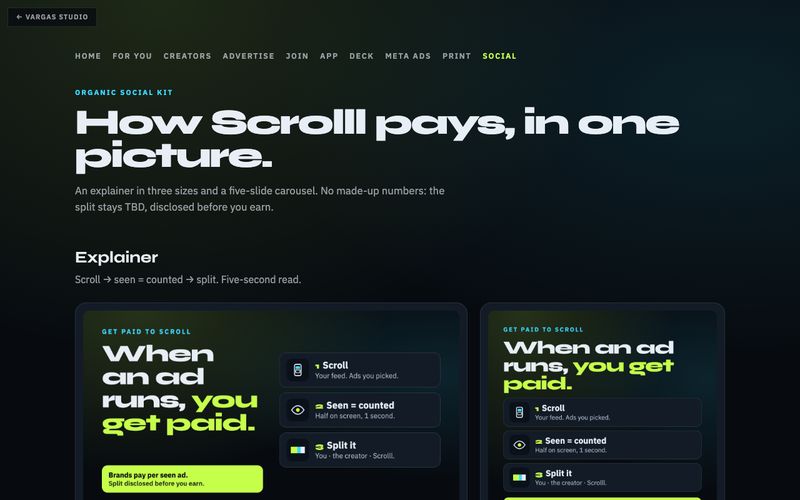 ← VARGAS STUDIO
HOME FOR YOU CREATORS ADVERTISE JOIN APP DECK META ADS PRINT SOCIAL
ORGANIC SOCIAL KIT
How Scrolll pays, in one
picture.
An explainer in three sizes and a five-slide carousel. No made-up numbers: the
split stays TBD, disclosed before you earn.
Explainer
Scroll → seen = counted → split. Five-second read.
GET PAID TO SCROLL
When
an ad
runs, you
get paid.
Brands pay per seen ad.
Split disclosed before you earn.
1 Scroll
Your feed. Ads you picked.
2 Seen = counted
Half on screen, 1 second.
3 Split it
You · the creator · Scrolll.
GET PAID TO SCROLL
When an ad
runs, you get
paid.
1 Scroll
Your feed. Ads you picked.
2 Seen = counted
Half on screen, 1 second.
3 Split it
You · the creator · Scrolll.